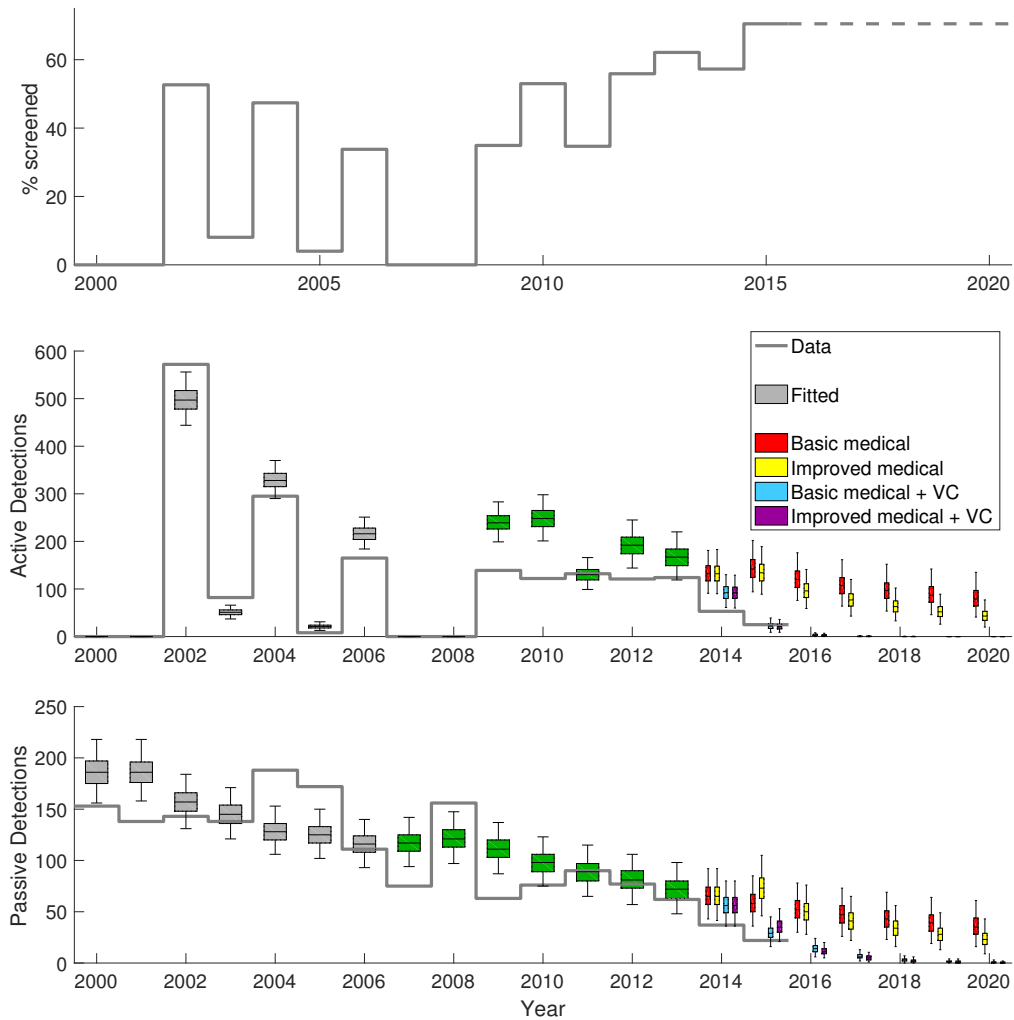 % screened
60
40
20
0
2000 2005 2010 2015 2020
Active Detections
600
500
400
300
200
100
0
Data
Fitted
Basic medical
Improved medical
Basic medical + VC
Improved medical + VC
2000 2002 2004 2006 2008 2010 2012 2014 2016 2018 2020
Passive Detections
250
200
150
100
50
0
2000 2002 2004 2006 2008 2010 2012 2014 2016 2018 2020
Year